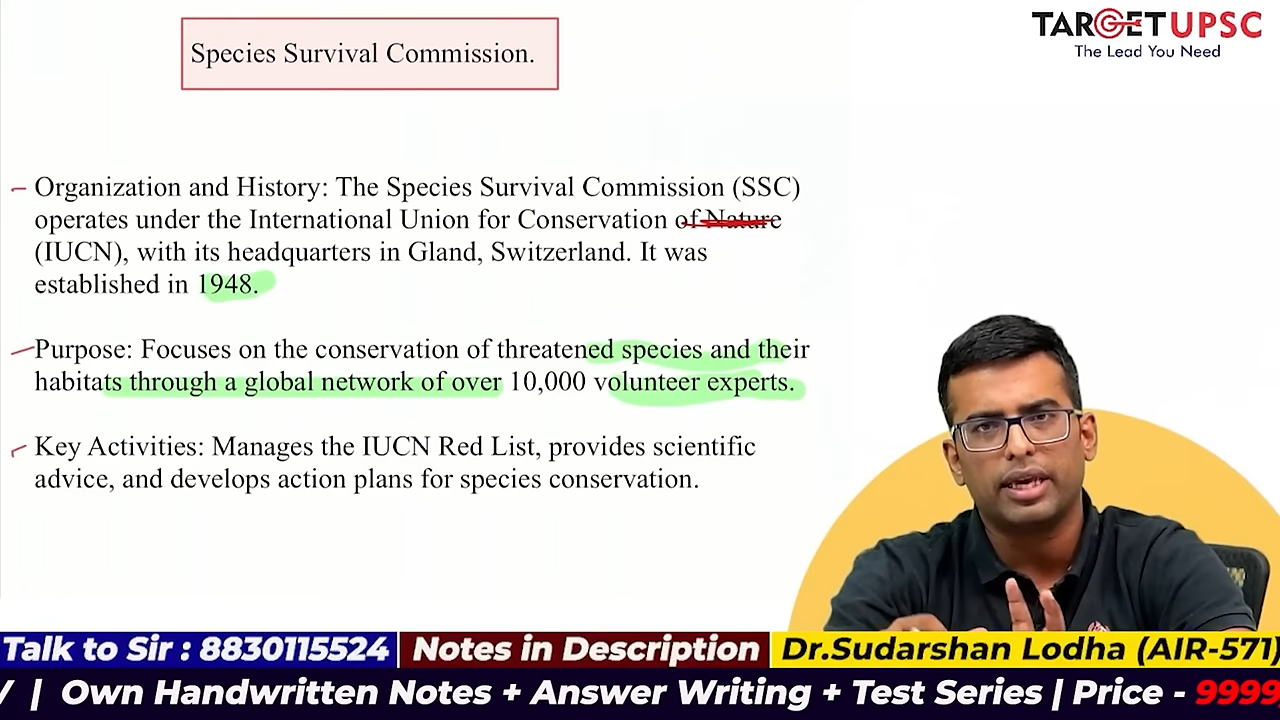 Species Survival Commission.
TARGET UPSC
The Lead You Need
Organization and History: The Species Survival Commission (SSC)
operates under the International Union for Conservation of Nature
(IUCN), with its headquarters in Gland, Switzerland. It was
established in 1948.
Purpose: Focuses on the conservation of threatened species and their
habitats through a global network of over 10,000 volunteer experts.
Key Activities: Manages the IUCN Red List, provides scientific
advice, and develops action plans for species conservation.
Talk to Sir : 8830115524 Notes in Description Dr.Sudarshan Lodha (AIR-571)
| Own Handwritten Notes + Answer Writing + Test Series | Price - 9999